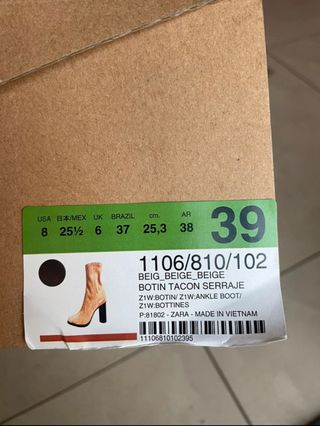 USA 日本/MEX UK BRAZIL cm. AR
8 25½ 6 37 25,3 38 39
1106/810/102
BEIG_BEIGE_BEIGE
BOTIN TACON SERRAJE
Z1W:BOTIN/ Z1W:ANKLE BOOT/
Z1W:BOTTINES
P:81802 - ZARA - MADE IN VIETNAM
11106810102395